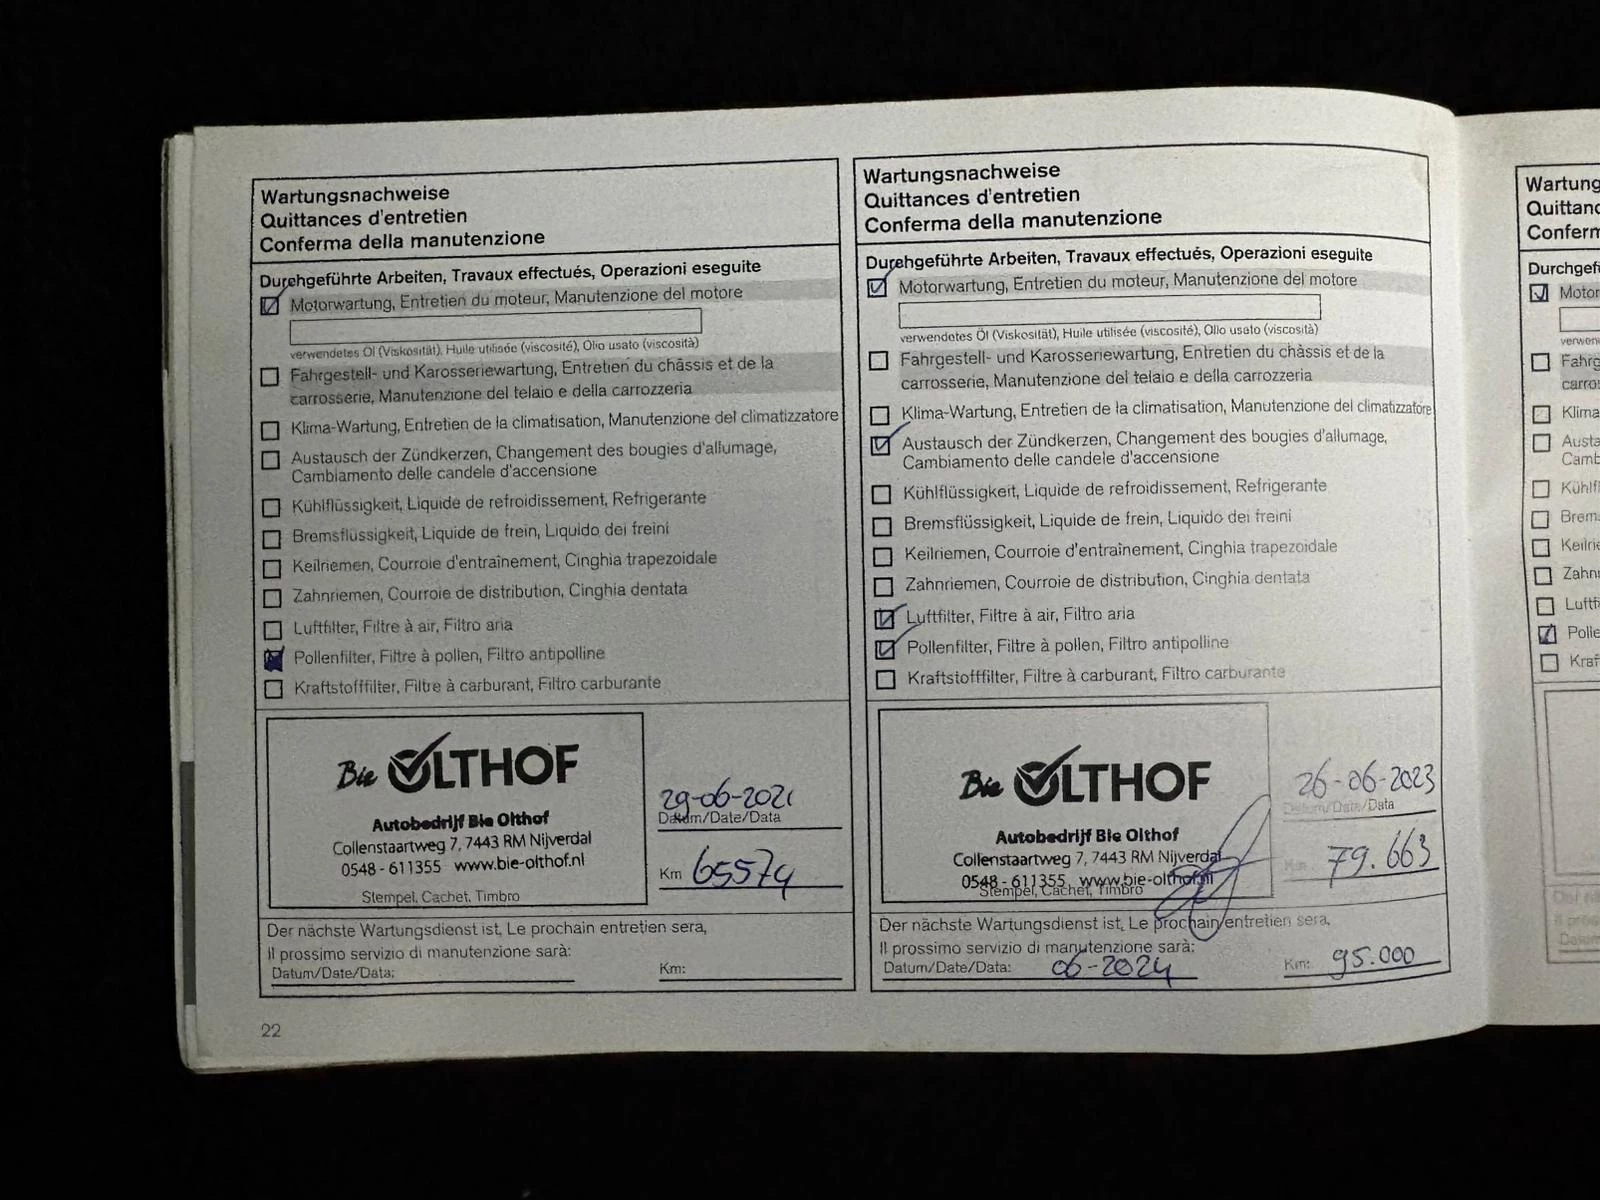 Wartungsnachweise
Quittances d'entretien
Conferma della manutenzione
Durchgeführte Arbeiten, Travaux effectués, Operazioni eseguite
Motorwartung, Entretien du moteur, Manutenzione del motore
verwendetes Öl (Viskosität), Huile utilisée (viscosité), Olio usato (viscosità)
Fahrgestell- und Karosseriewartung, Entretien du châssis et de la
carrosserie, Manutenzione del telaio e della carrozzeria
Klima-Wartung, Entretien de la climatisation, Manutenzione del climatizzatore
Austausch der Zündkerzen, Changement des bougies d'allumage,
Cambiamento delle candele d'accensione
Kühlflüssigkeit, Liquide de refroidissement, Refrigerante
Bremsflüssigkeit, Liquide de frein, Liquido dei freini
Keilriemen, Courroie d'entraînement, Cinghia trapezoidale
Zahnriemen, Courroie de distribution, Cinghia dentata
Luftfilter, Filtre à air, Filtro aria
Pollenfilter, Filtre à pollen, Filtro antipolline
Kraftstofffilter, Filtre à carburant, Filtro carburante
Bie OLTHOF
Autobedrijf Bie Olthof
Collenstaartweg 7, 7443 RM Nijverdal
0548 - 611355 www.bie-olthof.nl
Stempel, Cachet, Timbro
29-06-2021
Datum/Date/Data
Km 65574
Der nächste Wartungsdienst ist, Le prochain entretien sera,
Il prossimo servizio di manutenzione sarà:
Datum/Date/Data:
Km:
22
Wartungsnachweise
Quittances d'entretien
Conferma della manutenzione
Durchgeführte Arbeiten, Travaux effectués, Operazioni eseguite
Motorwartung, Entretien du moteur, Manutenzione del motore
verwendetes Öl (Viskosität), Huile utilisée (viscosité), Olio usato (viscosità)
Fahrgestell- und Karosseriewartung, Entretien du châssis et de la
carrosserie, Manutenzione del telaio e della carrozzeria
Klima-Wartung, Entretien de la climatisation, Manutenzione del climatizzatore
Austausch der Zündkerzen, Changement des bougies d'allumage,
Cambiamento delle candele d'accensione
Kühlflüssigkeit, Liquide de refroidissement, Refrigerante
Bremsflüssigkeit, Liquide de frein, Liquido dei freini
Keilriemen, Courroie d'entraînement, Cinghia trapezoidale
Zahnriemen, Courroie de distribution, Cinghia dentata
Luftfilter, Filtre à air, Filtro aria
Pollenfilter, Filtre à pollen, Filtro antipolline
Kraftstofffilter, Filtre à carburant, Filtro carburante
Bie OLTHOF
Autobedrijf Bie Olthof
Collenstaartweg 7, 7443 RM Nijverdal
0548 - 611355 www.bie-olthof.nl
Stempel, Cachet, Timbro
26-06-2023
Datum/Date/Data
Km 79.663
Der nächste Wartungsdienst ist, Le prochain entretien sera,
Il prossimo servizio di manutenzione sarà:
Datum/Date/Data: 06-2024
Km: 95.000